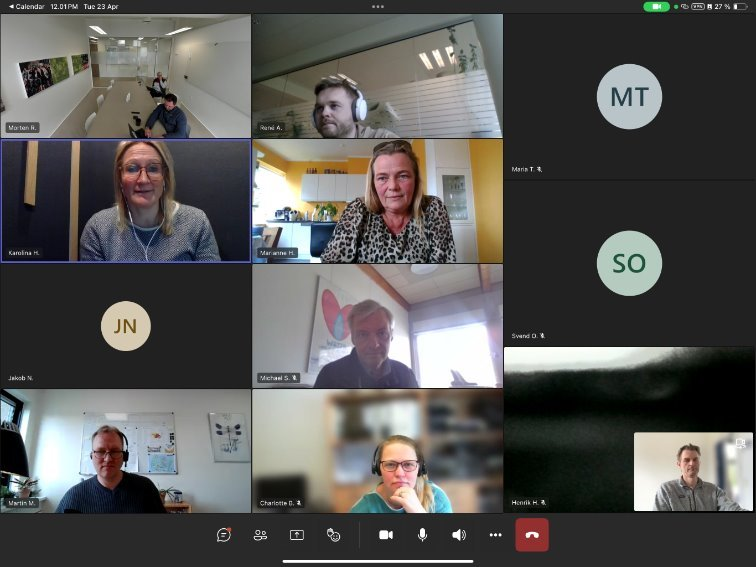 Calendar 12.01 PM Tue 23 Apr
VPN 27 %
Morten R.
René A.
MT
Maria T.
Karolina H.
Marianne H.
SO
Svend O.
JN
Jakob N.
Michael S.
Martin M.
Charlotte B.
Henrik H.